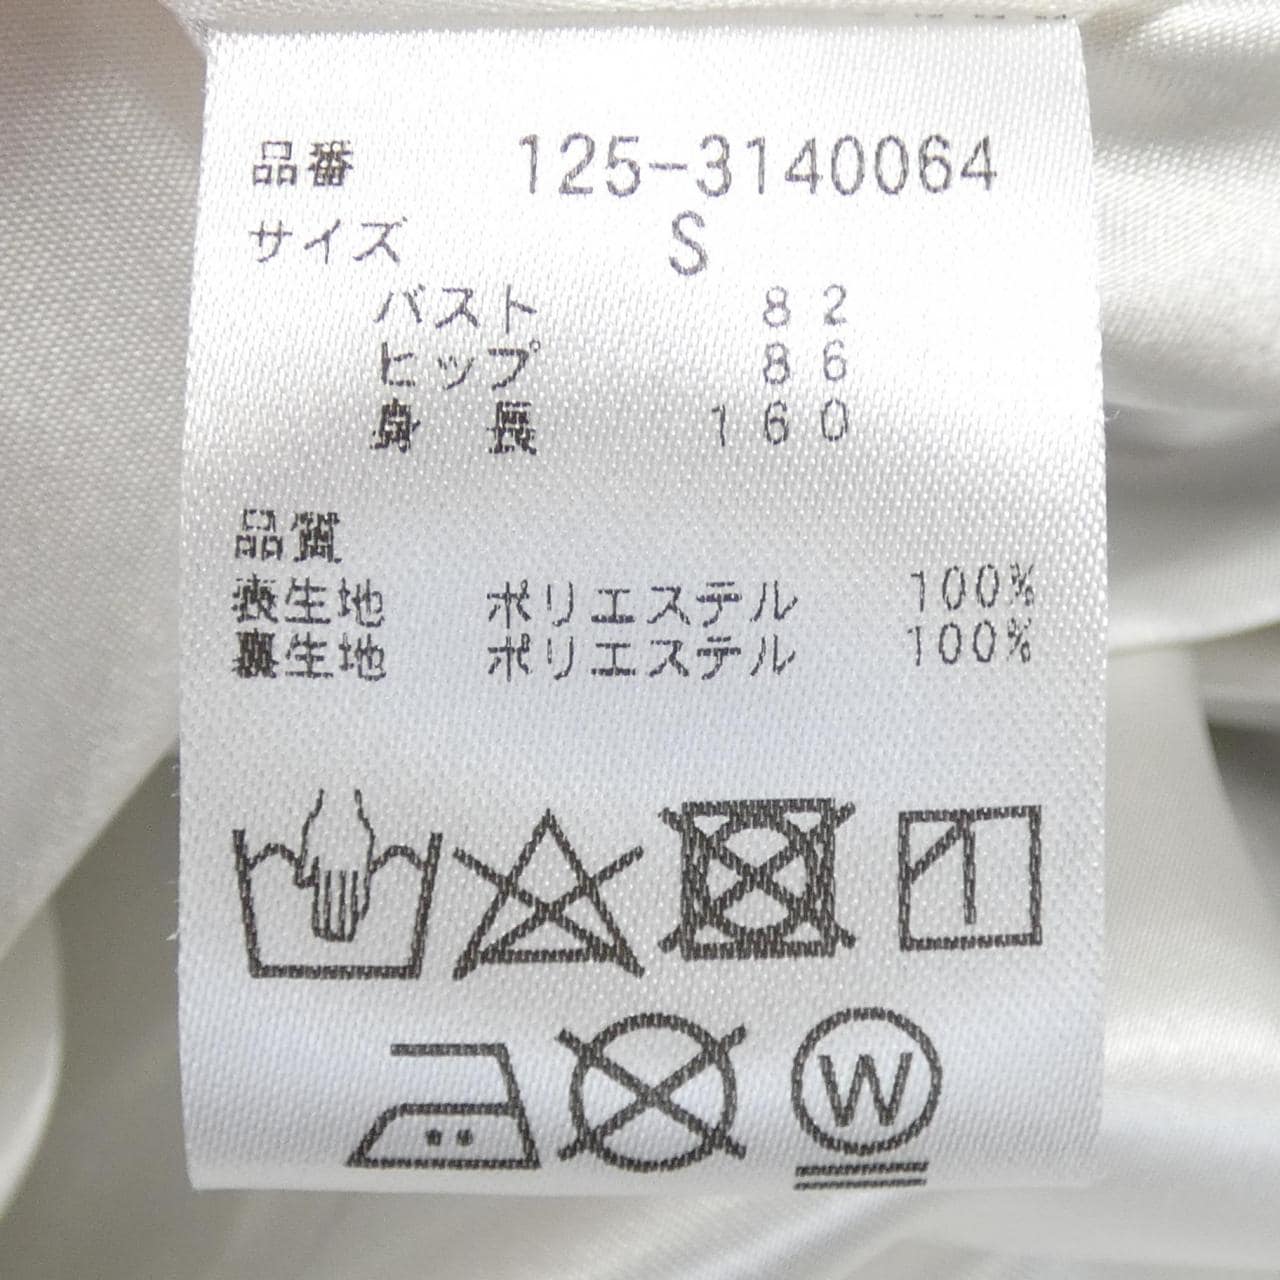 品番 125-3140064
サイズ S
バスト 82
ヒップ 86
身長 160
品質
表生地 ポリエステル 100%
裏生地 ポリエステル 100%
W